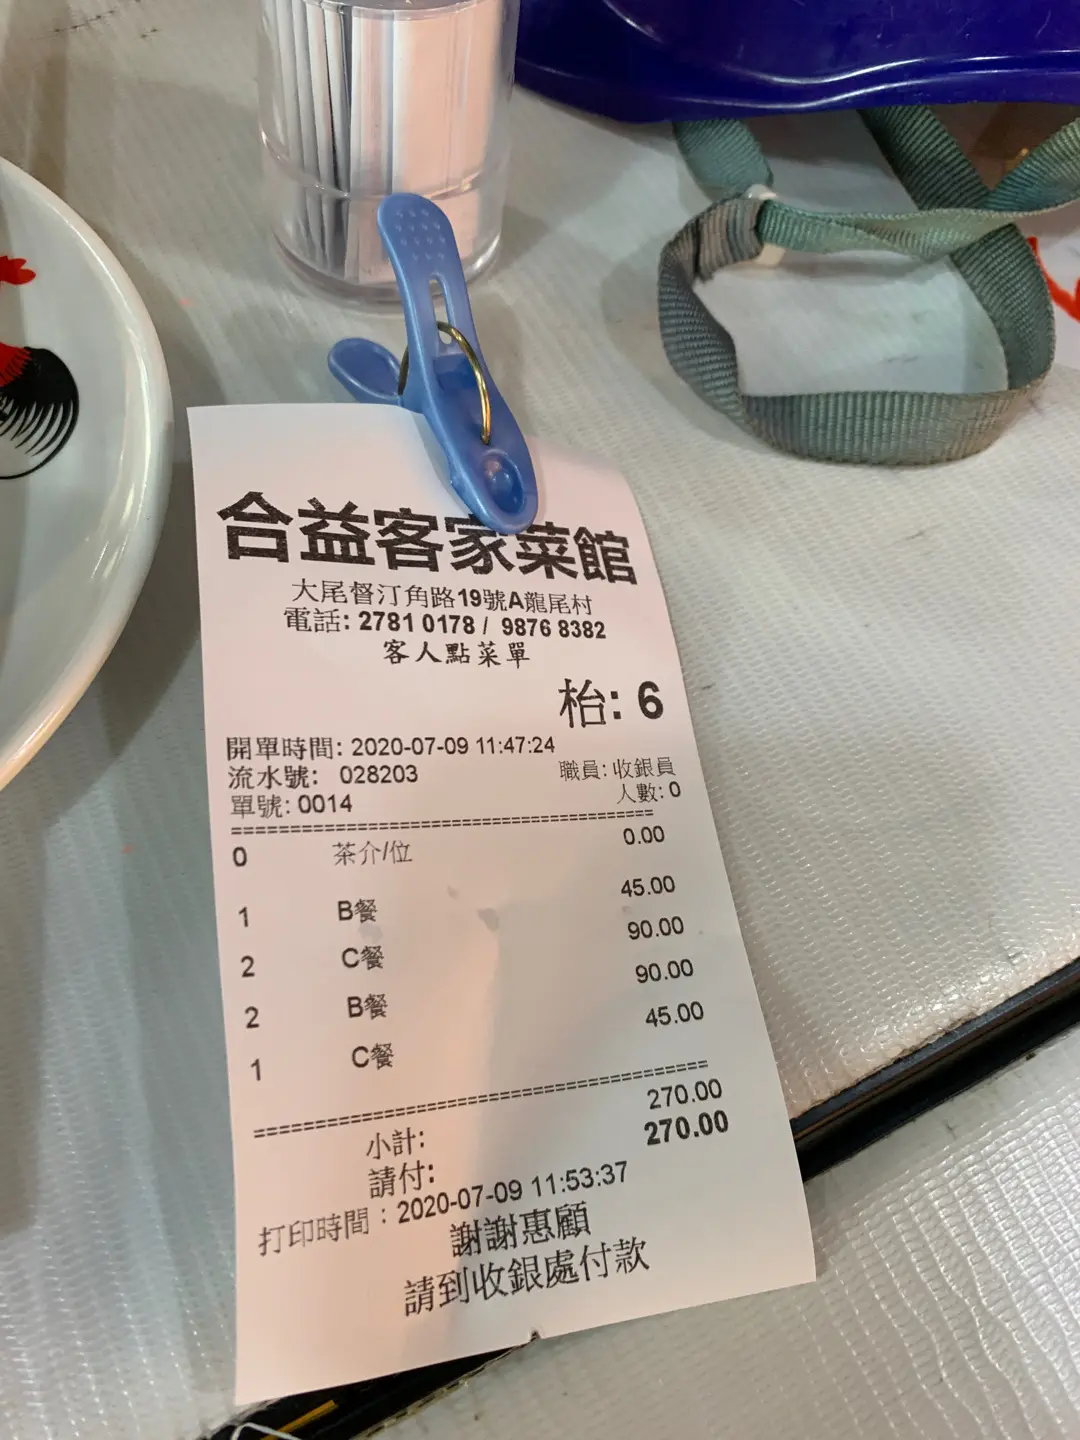 合益客家菜館
大尾督汀角路19號A龍尾村
電話: 2781 0178 / 9876 8382
客人點菜單
枱: 6
開單時間: 2020-07-09 11:47:24
流水號: 028203 職員: 收銀員
單號: 0014 人數: 0
0 茶介/位 0.00
1 B餐 45.00
2 C餐 90.00
2 B餐 90.00
1 C餐 45.00
小計: 270.00
請付: 270.00
打印時間：2020-07-09 11:53:37
謝謝惠顧
請到收銀處付款